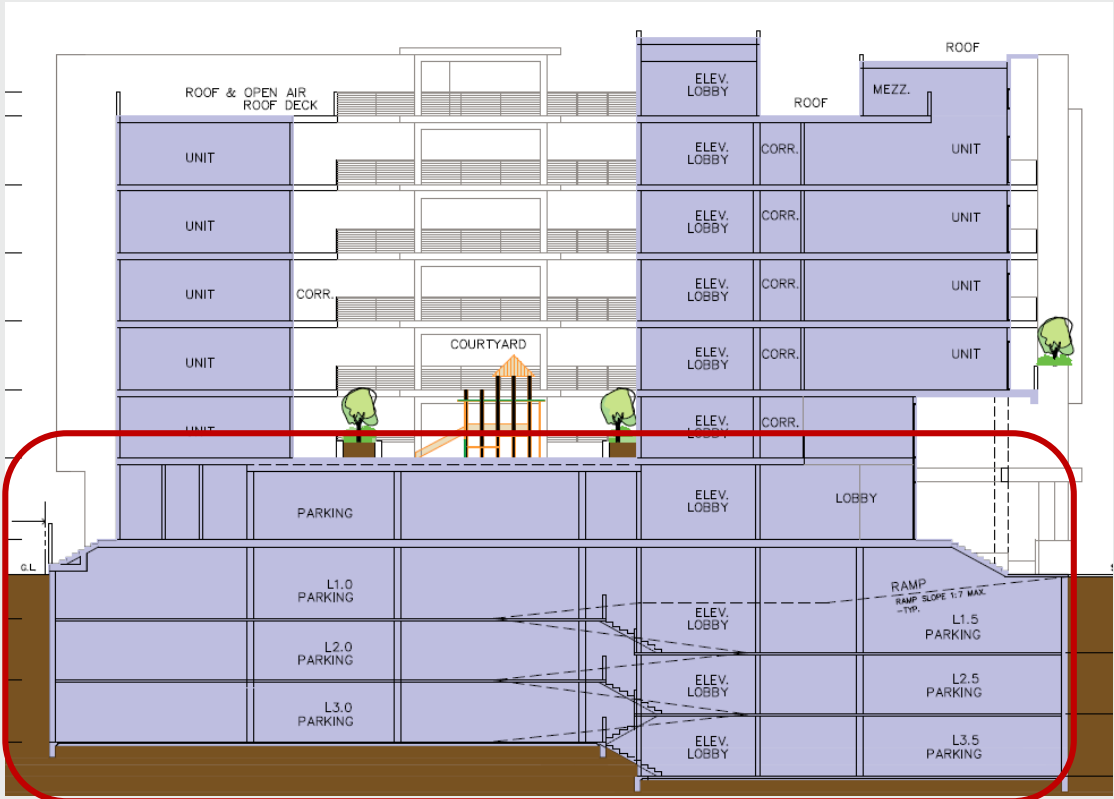 ROOF
ELEV.
LOBBY
MEZZ.
ROOF & OPEN AIR
ROOF DECK
ROOF
UNIT
ELEV.
LOBBY
CORR.
UNIT
UNIT
ELEV.
LOBBY
CORR.
UNIT
UNIT
CORR.
ELEV.
LOBBY
CORR.
UNIT
COURTYARD
UNIT
ELEV.
LOBBY
CORR.
UNIT
UNIT
ELEV.
LOBBY
CORR.
PARKING
ELEV.
LOBBY
LOBBY
G.L
S
L1.0
PARKING
RAMP
RAMP SLOPE 1:7 MAX.
-TYP.
ELEV.
LOBBY
L1.5
PARKING
L2.0
PARKING
ELEV.
LOBBY
L2.5
PARKING
L3.0
PARKING
ELEV.
LOBBY
L3.5
PARKING